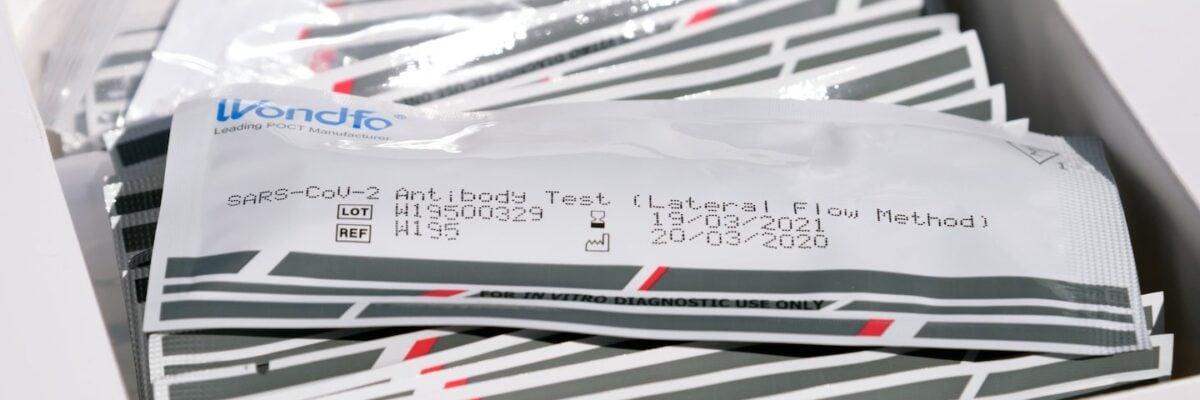 Wondfo®
Leading POCT Manufacturer
SARS-CoV-2 Antibody Test (Lateral Flow Method)
LOT W19500329 19/03/2021
REF W195 20/03/2020
FOR IN VITRO DIAGNOSTIC USE ONLY